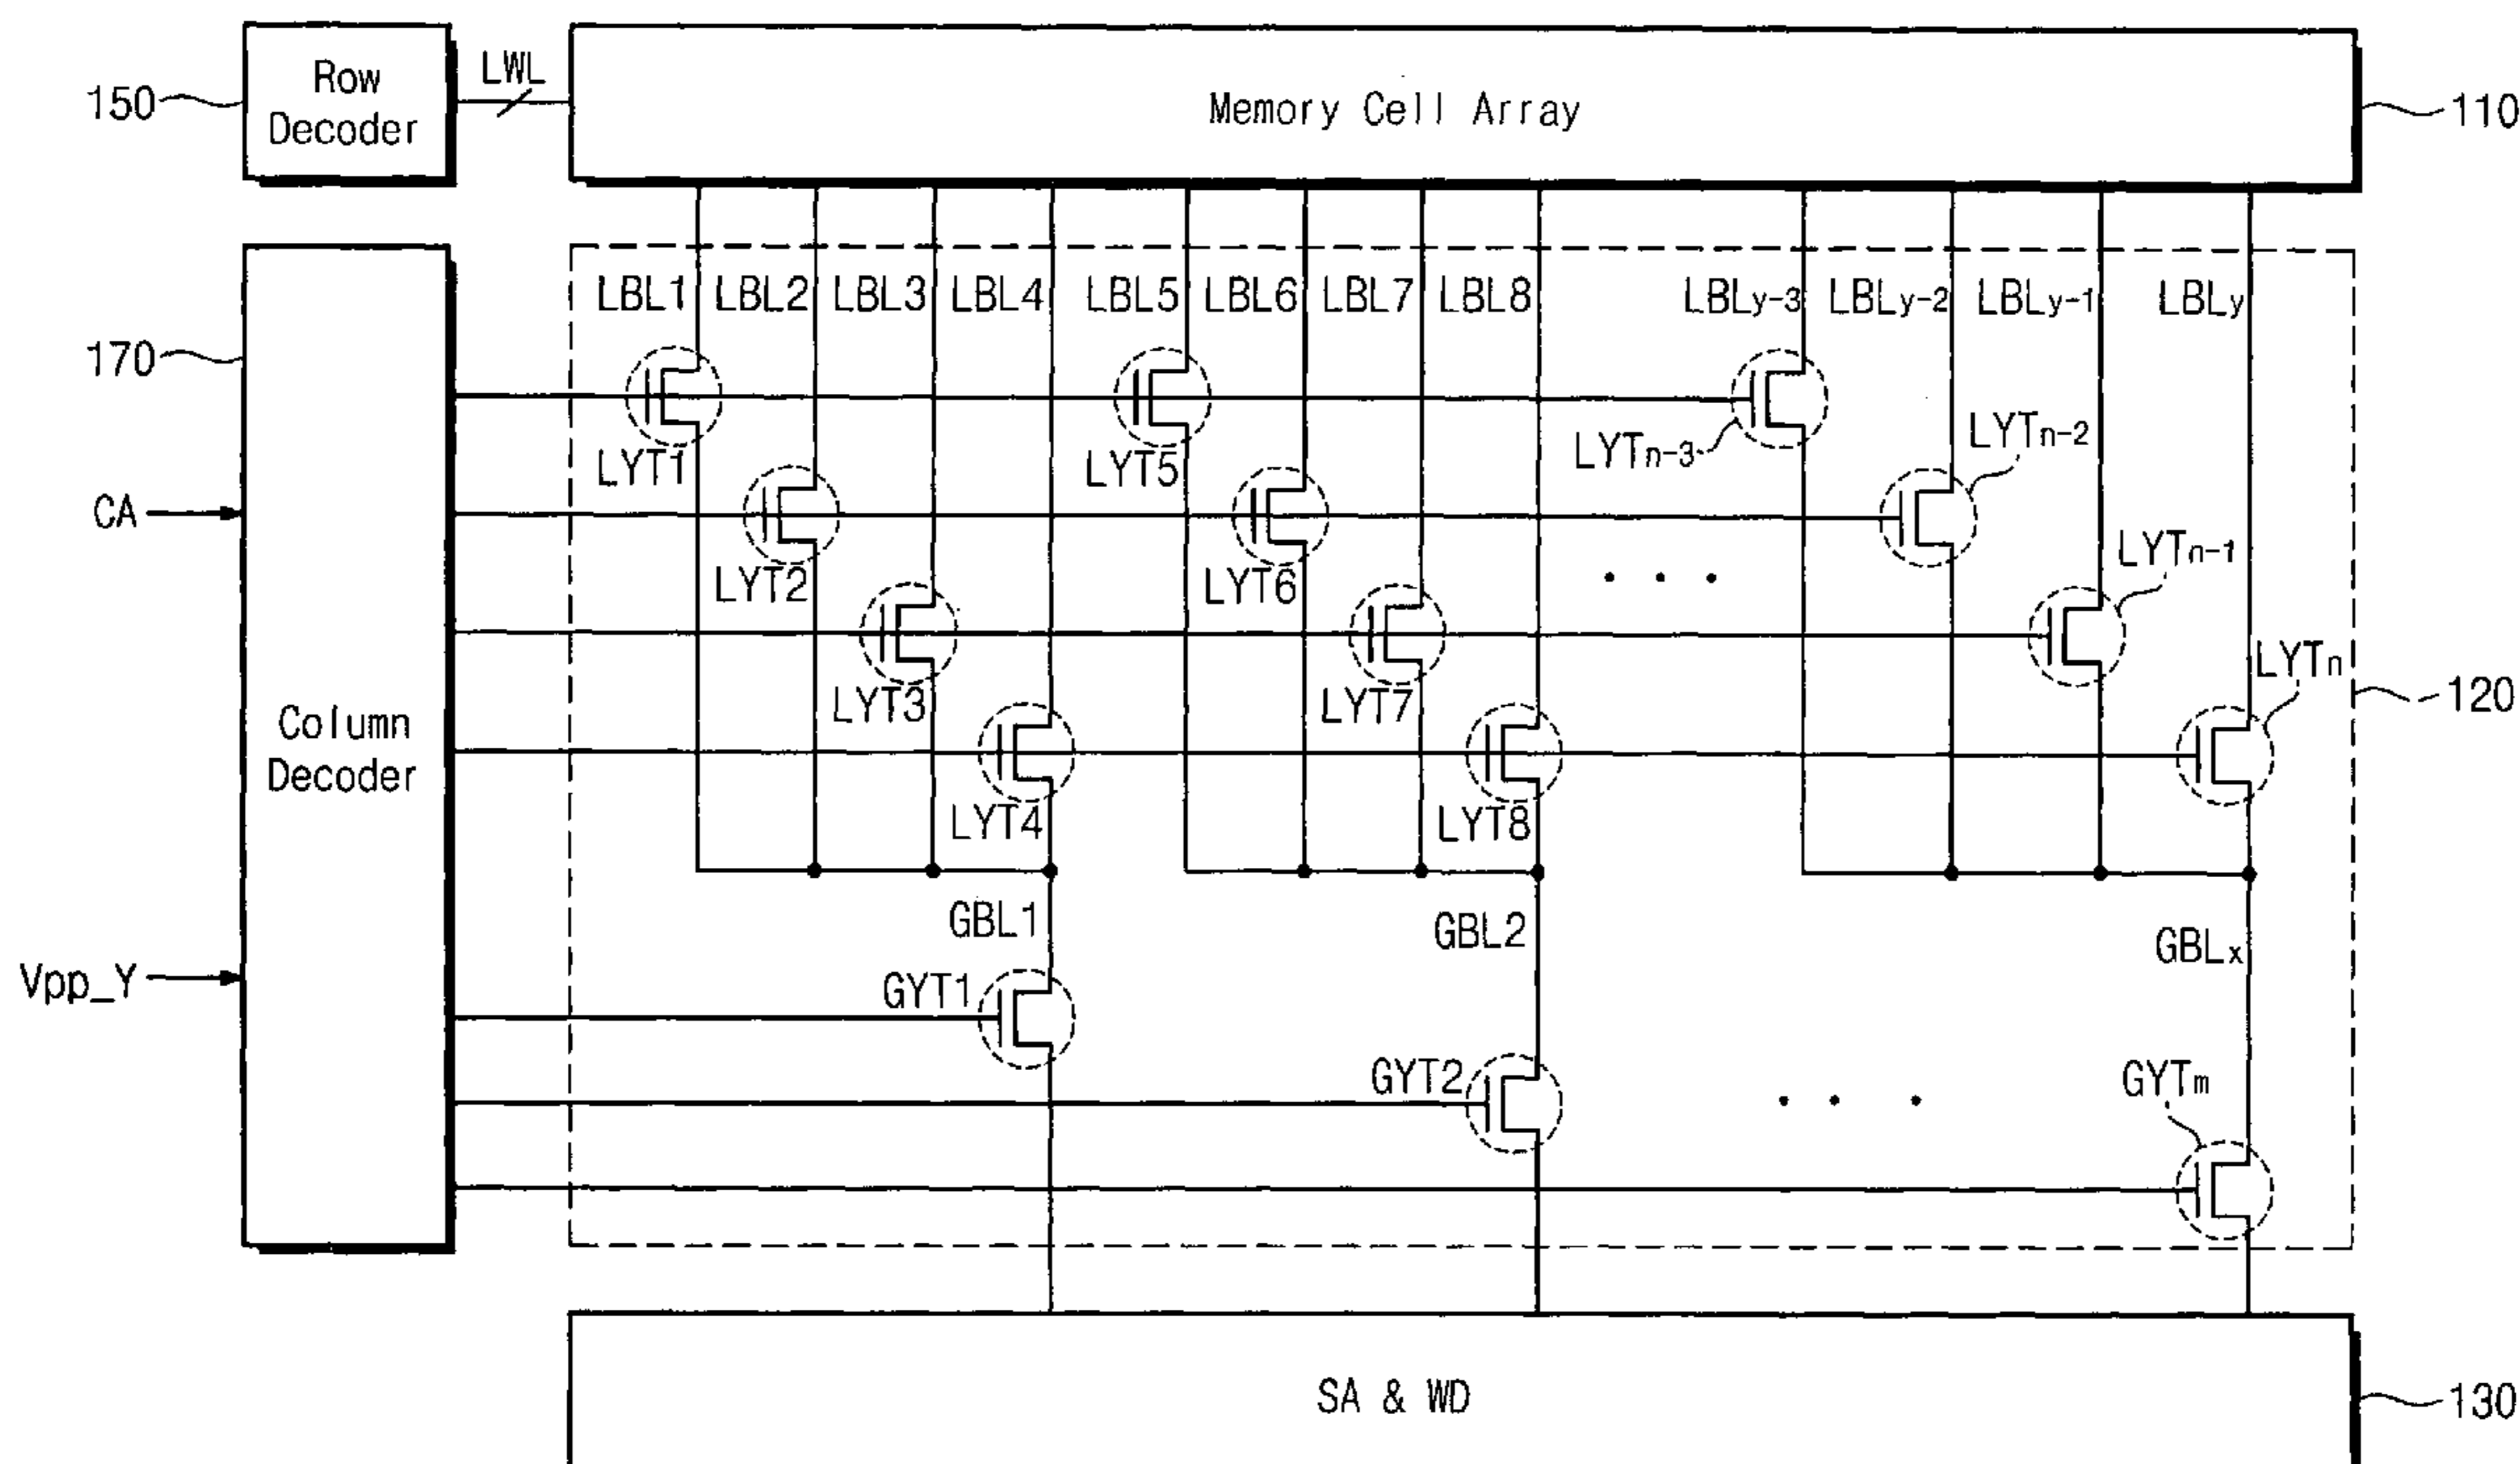 Row
Decoder
150
LWL
Memory Cell Array
110
LBL1 LBL2 LBL3 LBL4 LBL5 LBL6 LBL7 LBL8 LBLy-3 LBLy-2 LBLy-1 LBLy
170
LYT1 LYT5 LYTn-3 LYTn-2
CA
LYT2 LYT6 LYTn-1
LYT3 LYT7 LYTn
120
Column
Decoder
LYT4 LYT8
GBL1 GBL2 GBLx
Vpp_Y
GYT1
GYT2 GYTm
SA & WD
130